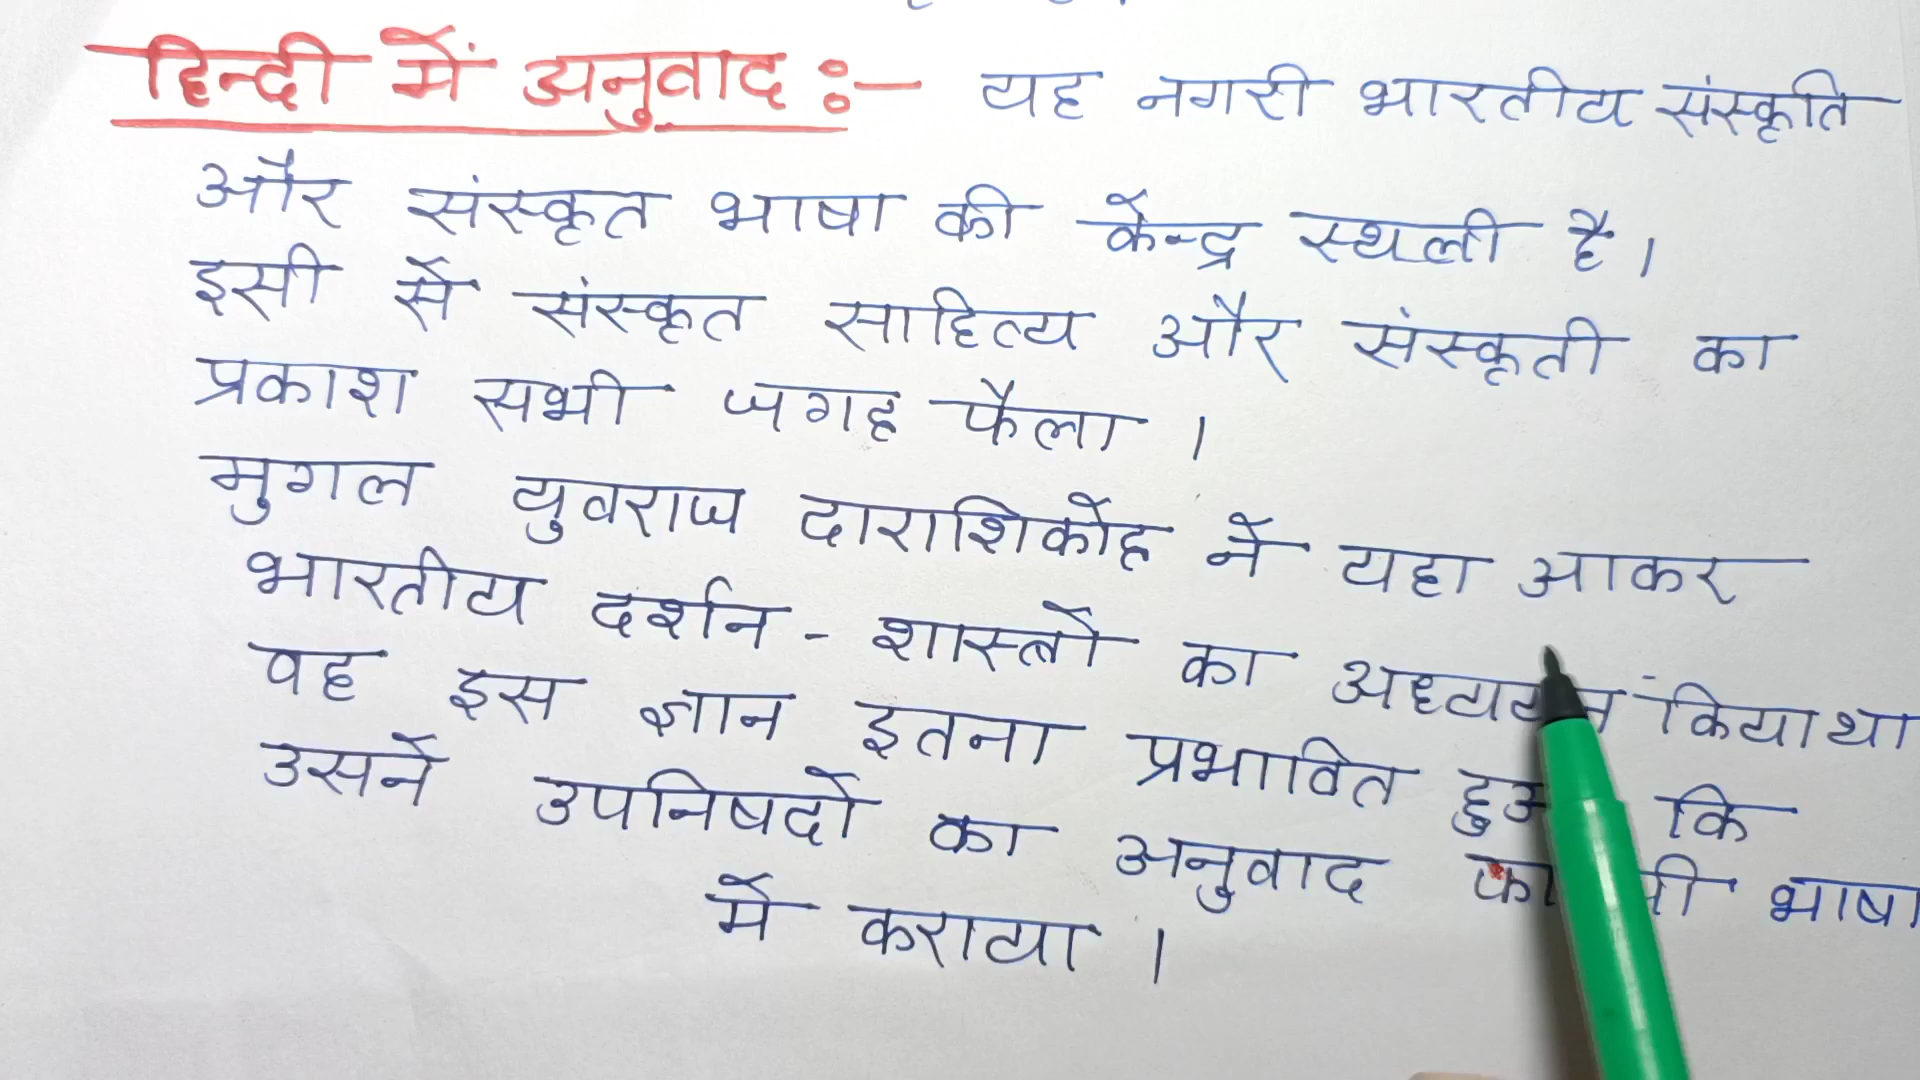 हिन्दी में अनुवाद :- यह नगरी भारतीय संस्कृति
और संस्कृत भाषा की केन्द्र स्थली है।
इसी से संस्कृत साहित्य और संस्कृती का
प्रकाश सभी जगह फैला ।
मुगल युवराज दाराशिकोह ने यहा आकर
भारतीय दर्शन - शास्त्रो का अध्ययन किया था
वह इस ज्ञान इतना प्रभावित कि
उसने उपनिषदो का अनुवाद भाषा
मे कराया ।